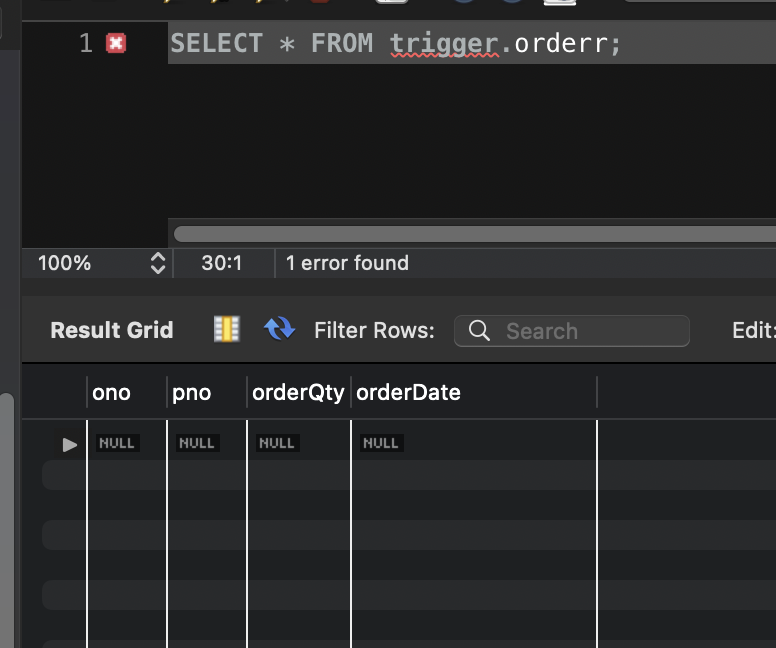 1 SELECT * FROM trigger.orderr;
100% 30:1 1 error found
Result Grid Filter Rows: Search Edit:
ono pno orderQty orderDate
NULL NULL NULL NULL